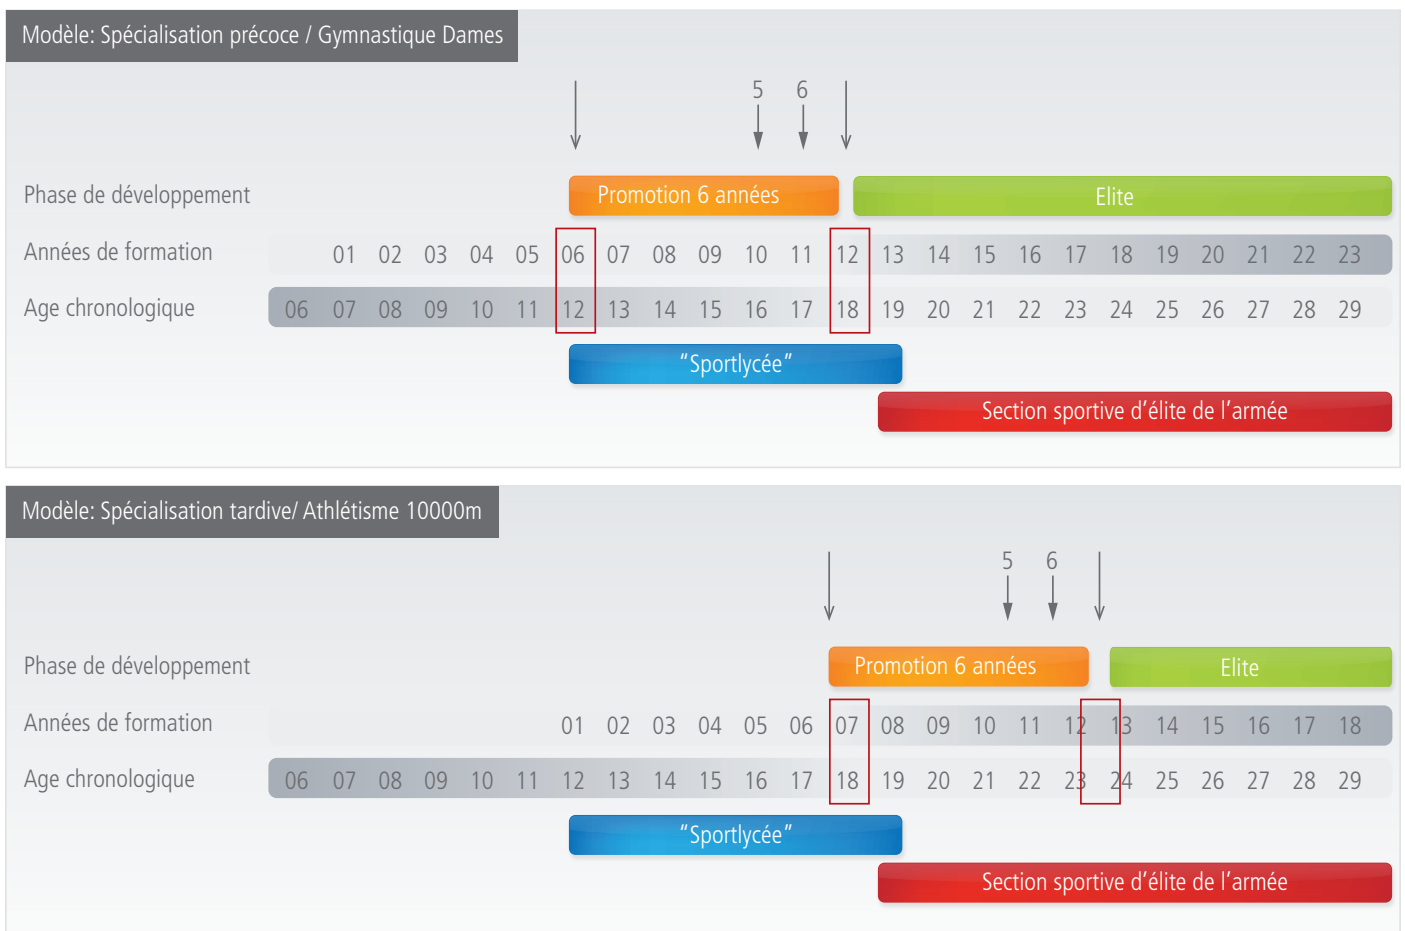 Modèle: Spécialisation précoce / Gymnastique Dames
5 6
Phase de développement Promotion 6 années Elite
Années de formation 01 02 03 04 05 06 07 08 09 10 11 12 13 14 15 16 17 18 19 20 21 22 23
Age chronologique 06 07 08 09 10 11 12 13 14 15 16 17 18 19 20 21 22 23 24 25 26 27 28 29
“Sportlycée”
Section sportive d’élite de l’armée
Modèle: Spécialisation tardive/ Athlétisme 10000m
5 6
Phase de développement Promotion 6 années Elite
Années de formation 01 02 03 04 05 06 07 08 09 10 11 12 13 14 15 16 17 18
Age chronologique 06 07 08 09 10 11 12 13 14 15 16 17 18 19 20 21 22 23 24 25 26 27 28 29
“Sportlycée”
Section sportive d’élite de l’armée